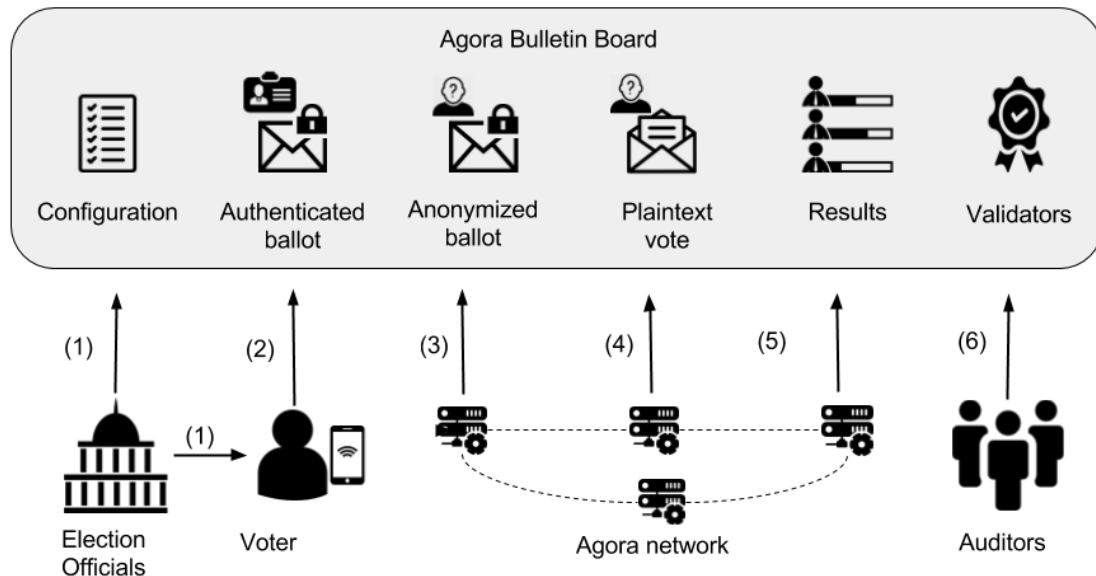 Agora Bulletin Board
Configuration
Authenticated
ballot
Anonymized
ballot
Plaintext
vote
Results
Validators
(1)
(2)
(3)
(4)
(5)
(6)
(1)
Election
Officials
Voter
Agora network
Auditors